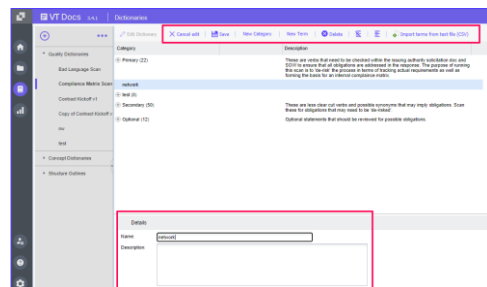 VT Docs 3.4.1 Dictionaries
Edit Dictionary Cancel edit Save New Category New Term Delete Import terms from text file (CSV)
Category Description
Quality Dictionaries
Bad Language Scan
Compliance Matrix Scan
Contract Kickoff v1
Copy of Contract Kickoff v
test
Concept Dictionaries
Structure Outlines
Primary (22) These are verbs that need to be checked within the issuing authority solicitation doc and
SOW to ensure that all obligations are addressed in the response. The purpose of running
this scan is to 'de-risk' the process in terms of tracking actual requirements as well as
forming the basis for an internal compliance matrix
network
test (0)
Secondary (50) These are less clear cut verbs and possible synonyms that may imply obligations. Scan
these for obligations that may need to be 'de-risked'
Optional (12) Optional statements that should be reviewed for possible obligations.
Details
Name network
Description